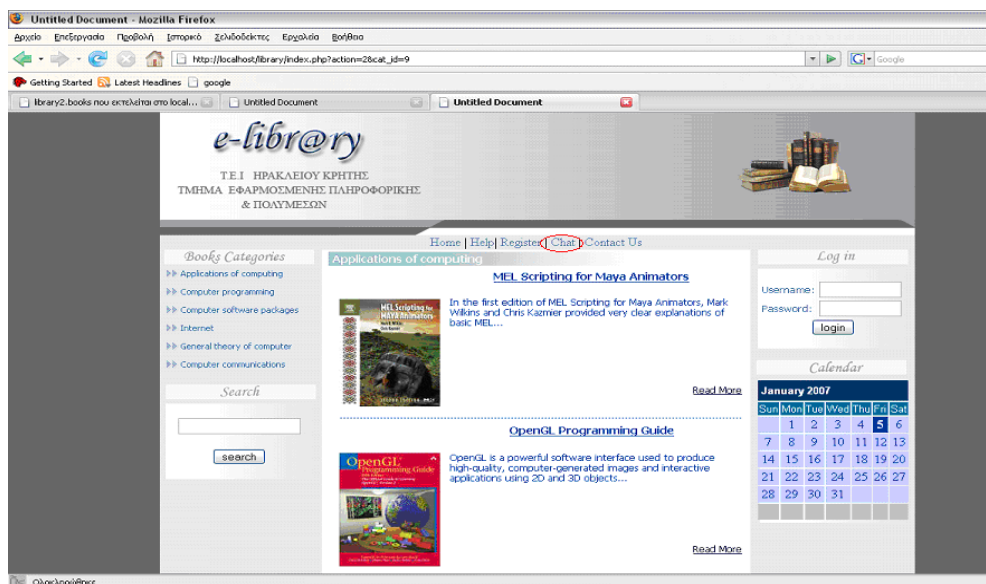 Untitled Document - Mozilla Firefox
Αρχείο Επεξεργασία Προβολή Ιστορικό Σελιδοδείκτες Εργαλεία Βοήθεια
http://localhost/library/index.php?action=2&cat_id=9
Google
Getting Started Latest Headlines google
library2.books που εκτελείται στο local... Untitled Document Untitled Document
e-libr@ry
Τ.Ε.Ι ΗΡΑΚΛΕΙΟΥ ΚΡΗΤΗΣ
ΤΜΗΜΑ ΕΦΑΡΜΟΣΜΕΝΗΣ ΠΛΗΡΟΦΟΡΙΚΗΣ
& ΠΟΛΥΜΕΣΩΝ
Home | Help| Register| Chat |Contact Us
Books Categories
Applications of computing
Computer programming
Computer software packages
Internet
General theory of computer
Computer communications
Search
search
Applications of computing
MEL Scripting for Maya Animators
MEL Scripting for
MAYA Animators
In the first edition of MEL Scripting for Maya Animators, Mark
Wilkins and Chris Kazmier provided very clear explanations of
basic MEL...
Read More
OpenGL Programming Guide
OpenGL
Programming Guide
OpenGL is a powerful software interface used to produce
high-quality, computer-generated images and interactive
applications using 2D and 3D objects...
Read More
Log in
Username:
Password:
login
Calendar
January 2007
Sun Mon Tue Wed Thu Fri Sat
1 2 3 4 5 6
7 8 9 10 11 12 13
14 15 16 17 18 19 20
21 22 23 24 25 26 27
28 29 30 31
Ολοκληρώθηκε